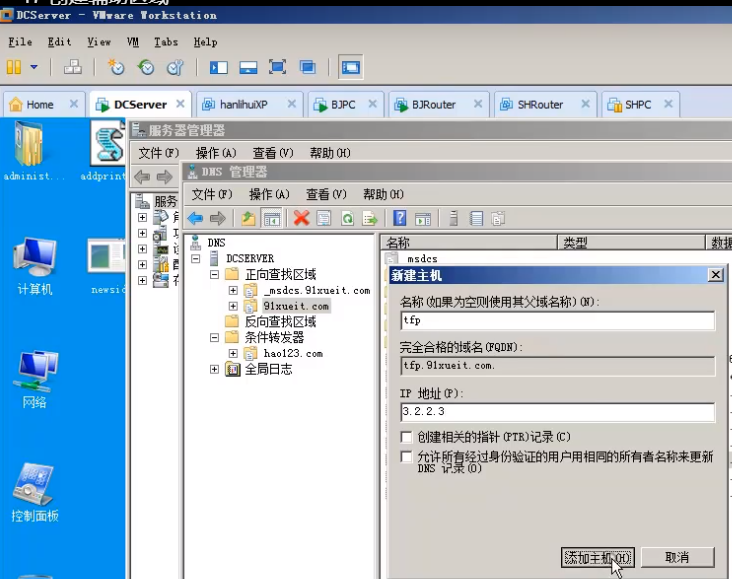 DCServer - VMware Workstation
File Edit View VM Tabs Help
Home DCServer hanlihuiXP BJPC BJRouter SHRouter SHPC
administ... addprint
计算机
newsid
网络
控制面板
服务器管理器
文件(F) 操作(A) 查看(V) 帮助(H)
服务
DNS 管理器
文件(F) 操作(A) 查看(V) 帮助(H)
DNS
DCSERVER
正向查找区域
_msdcs.91xueit.com
91xueit.com
反向查找区域
条件转发器
hao123.com
全局日志
名称 类型 数据
_msdcs
新建主机
名称(如果为空则使用其父域名称)(N):
tfp
完全合格的域名(FQDN):
tfp.91xueit.com.
IP 地址(P):
3.2.2.3
创建相关的指针(PTR)记录(C)
允许所有经过身份验证的用户用相同的所有者名称来更新
DNS 记录(O)
添加主机(H) 取消